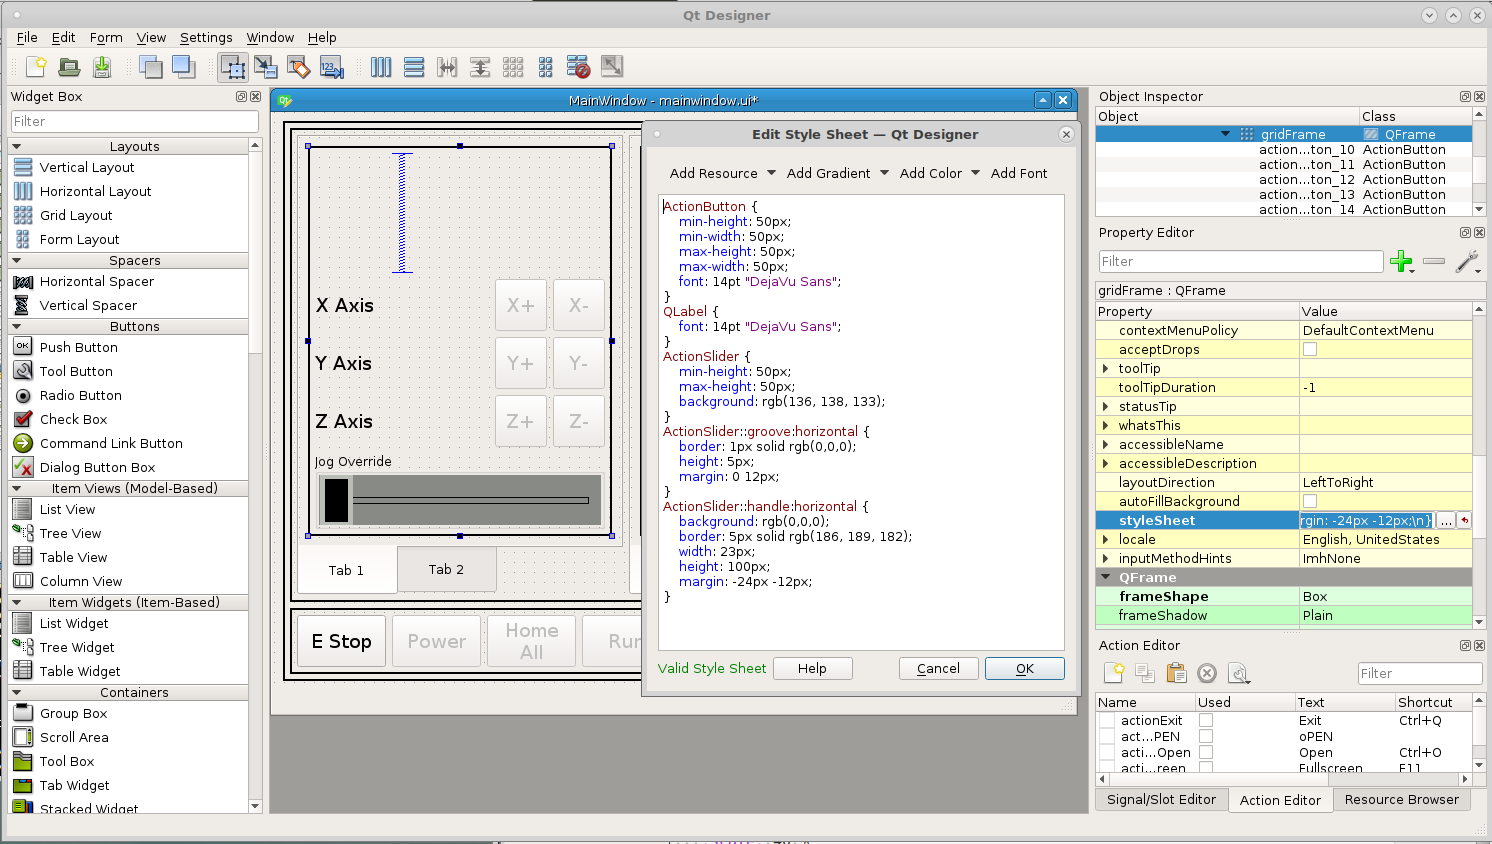 Qt Designer
File Edit Form View Settings Window Help
Widget Box
Filter
Layouts
Vertical Layout
Horizontal Layout
Grid Layout
Form Layout
Spacers
Horizontal Spacer
Vertical Spacer
Buttons
Push Button
Tool Button
Radio Button
Check Box
Command Link Button
Dialog Button Box
Item Views (Model-Based)
List View
Tree View
Table View
Column View
Item Widgets (Item-Based)
List Widget
Tree Widget
Table Widget
Containers
Group Box
Scroll Area
Tool Box
Tab Widget
Stacked Widget
MainWindow - mainwindow.ui*
X Axis X+ X-
Y Axis Y+ Y-
Z Axis Z+ Z-
Jog Override
Tab 1 Tab 2
E Stop Power Home All Run
Edit Style Sheet — Qt Designer
Add Resource Add Gradient Add Color Add Font
ActionButton {
min-height: 50px;
min-width: 50px;
max-height: 50px;
max-width: 50px;
font: 14pt "DejaVu Sans";
}
QLabel {
font: 14pt "DejaVu Sans";
}
ActionSlider {
min-height: 50px;
max-height: 50px;
background: rgb(136, 138, 133);
}
ActionSlider::groove:horizontal {
border: 1px solid rgb(0,0,0);
height: 5px;
margin: 0 12px;
}
ActionSlider::handle:horizontal {
background: rgb(0,0,0);
border: 5px solid rgb(186, 189, 182);
width: 23px;
height: 100px;
margin: -24px -12px;
}
Valid Style Sheet Help Cancel OK
Object Inspector
Object Class
gridFrame QFrame
action...ton_10 ActionButton
action...ton_11 ActionButton
action...ton_12 ActionButton
action...ton_13 ActionButton
action...ton_14 ActionButton
Property Editor
Filter
gridFrame : QFrame
Property Value
contextMenuPolicy DefaultContextMenu
acceptDrops
toolTip
toolTipDuration -1
statusTip
whatsThis
accessibleName
accessibleDescription
layoutDirection LeftToRight
autoFillBackground
styleSheet rgin: -24px -12px;\n} ...
locale English, UnitedStates
inputMethodHints ImhNone
QFrame
frameShape Box
frameShadow Plain
Action Editor
Filter
Name Used Text Shortcut
actionExit Exit Ctrl+Q
act...PEN oPEN
acti...Open Open Ctrl+O
acti...reen Fullscreen F11
Signal/Slot Editor Action Editor Resource Browser